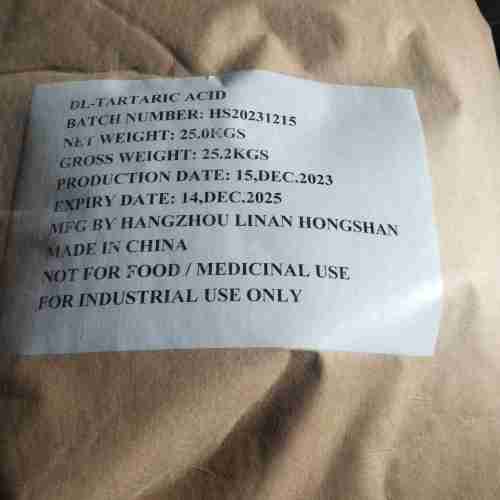 DL-TARTARIC ACID
BATCH NUMBER: HS20231215
NET WEIGHT: 25.0KGS
GROSS WEIGHT: 25.2KGS
PRODUCTION DATE: 15,DEC.2023
EXPIRY DATE: 14,DEC.2025
MFG BY HANGZHOU LINAN HONGSHAN
MADE IN CHINA
NOT FOR FOOD / MEDICINAL USE
FOR INDUSTRIAL USE ONLY